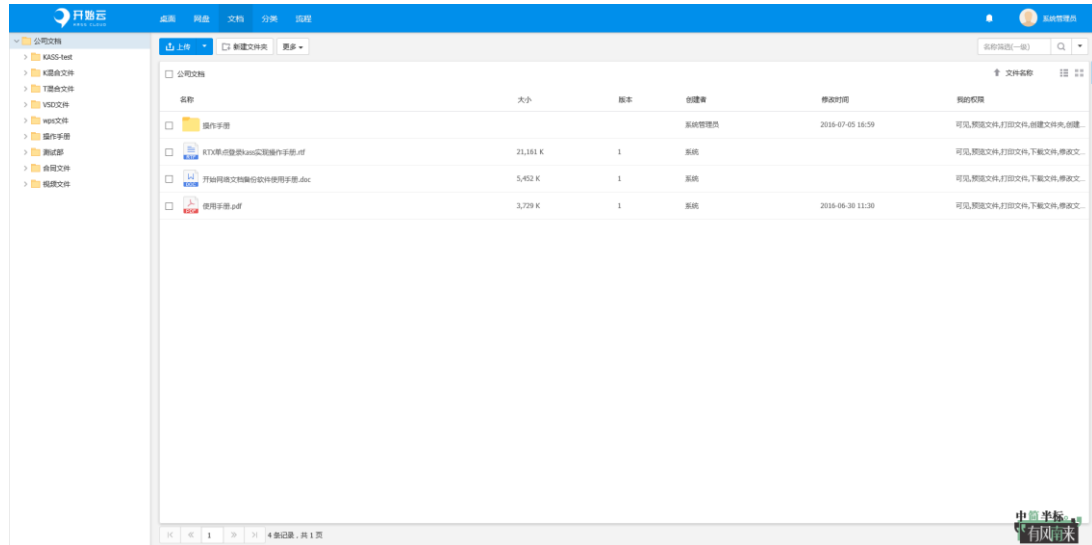 开始云
桌面 网盘 文档 分类 流程
系统管理员
公司文档
KASS-test
K混合文件
T混合文件
VSD文件
wps文件
操作手册
测试部
合同文件
视频文件
上传 新建文件夹 更多
名称筛选(一级)
公司文档
文件名称
名称 大小 版本 创建者 修改时间 我的权限
操作手册 系统管理员 2016-07-05 16:59 可见,预览文件,打印文件,创建文件夹,创建...
RTF RTX单点登录kass实现操作手册.rtf 21,161 K 1 系统 可见,预览文件,打印文件,下载文件,修改文...
DOC 开始网络文档备份软件使用手册.doc 5,452 K 1 系统 可见,预览文件,打印文件,下载文件,修改文...
PDF 使用手册.pdf 3,729 K 1 系统 2016-06-30 11:30 可见,预览文件,打印文件,下载文件,修改文...
1 4 条记录，共 1 页
有风南来